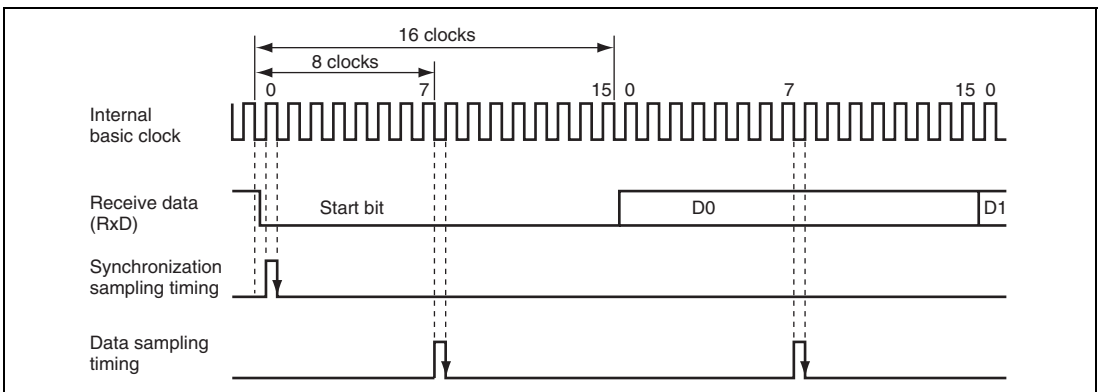 16 clocks
8 clocks
0 7 15 0 7 15 0
Internal
basic clock
Receive data
(RxD)
Start bit D0 D1
Synchronization
sampling timing
Data sampling
timing